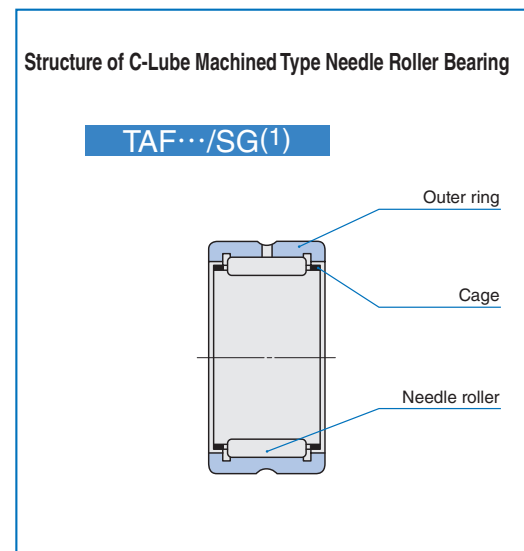 Structure of C-Lube Machined Type Needle Roller Bearing
TAF···/SG(1)
Outer ring
Cage
Needle roller